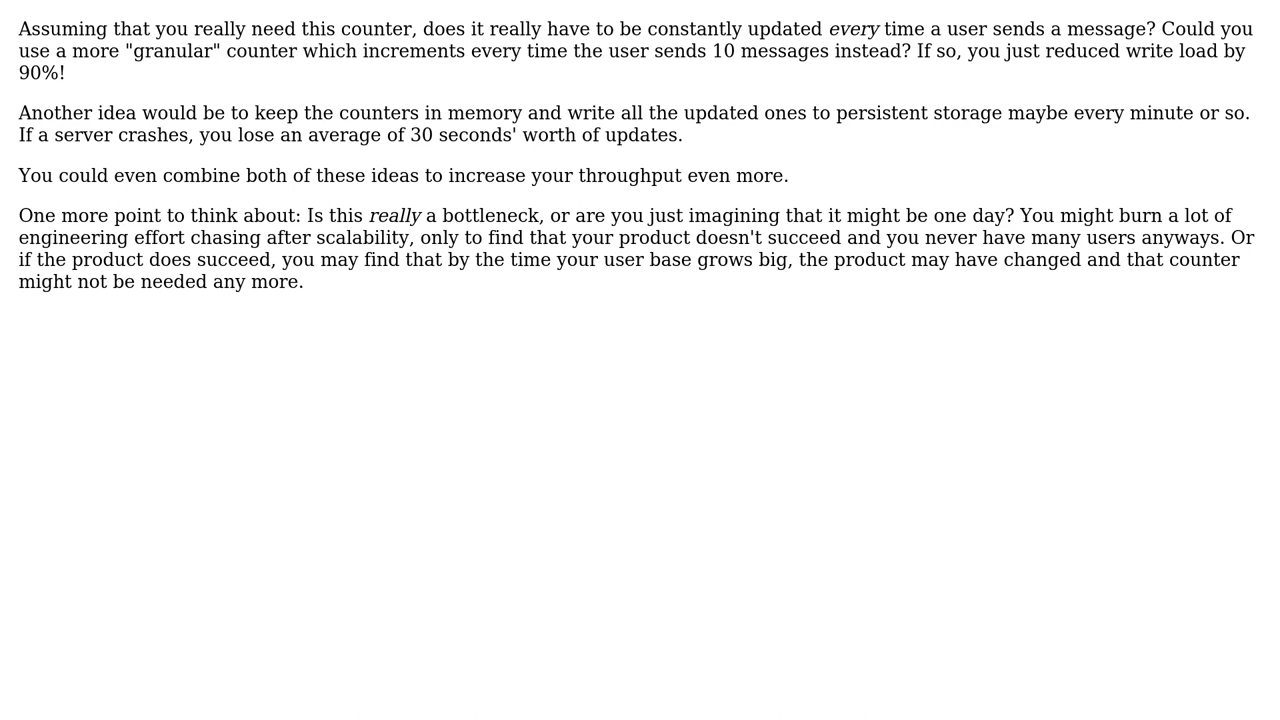 Assuming that you really need this counter, does it really have to be constantly updated every time a user sends a message? Could you
use a more "granular" counter which increments every time the user sends 10 messages instead? If so, you just reduced write load by
90%!
Another idea would be to keep the counters in memory and write all the updated ones to persistent storage maybe every minute or so.
If a server crashes, you lose an average of 30 seconds' worth of updates.
You could even combine both of these ideas to increase your throughput even more.
One more point to think about: Is this really a bottleneck, or are you just imagining that it might be one day? You might burn a lot of
engineering effort chasing after scalability, only to find that your product doesn't succeed and you never have many users anyways. Or
if the product does succeed, you may find that by the time your user base grows big, the product may have changed and that counter
might not be needed any more.